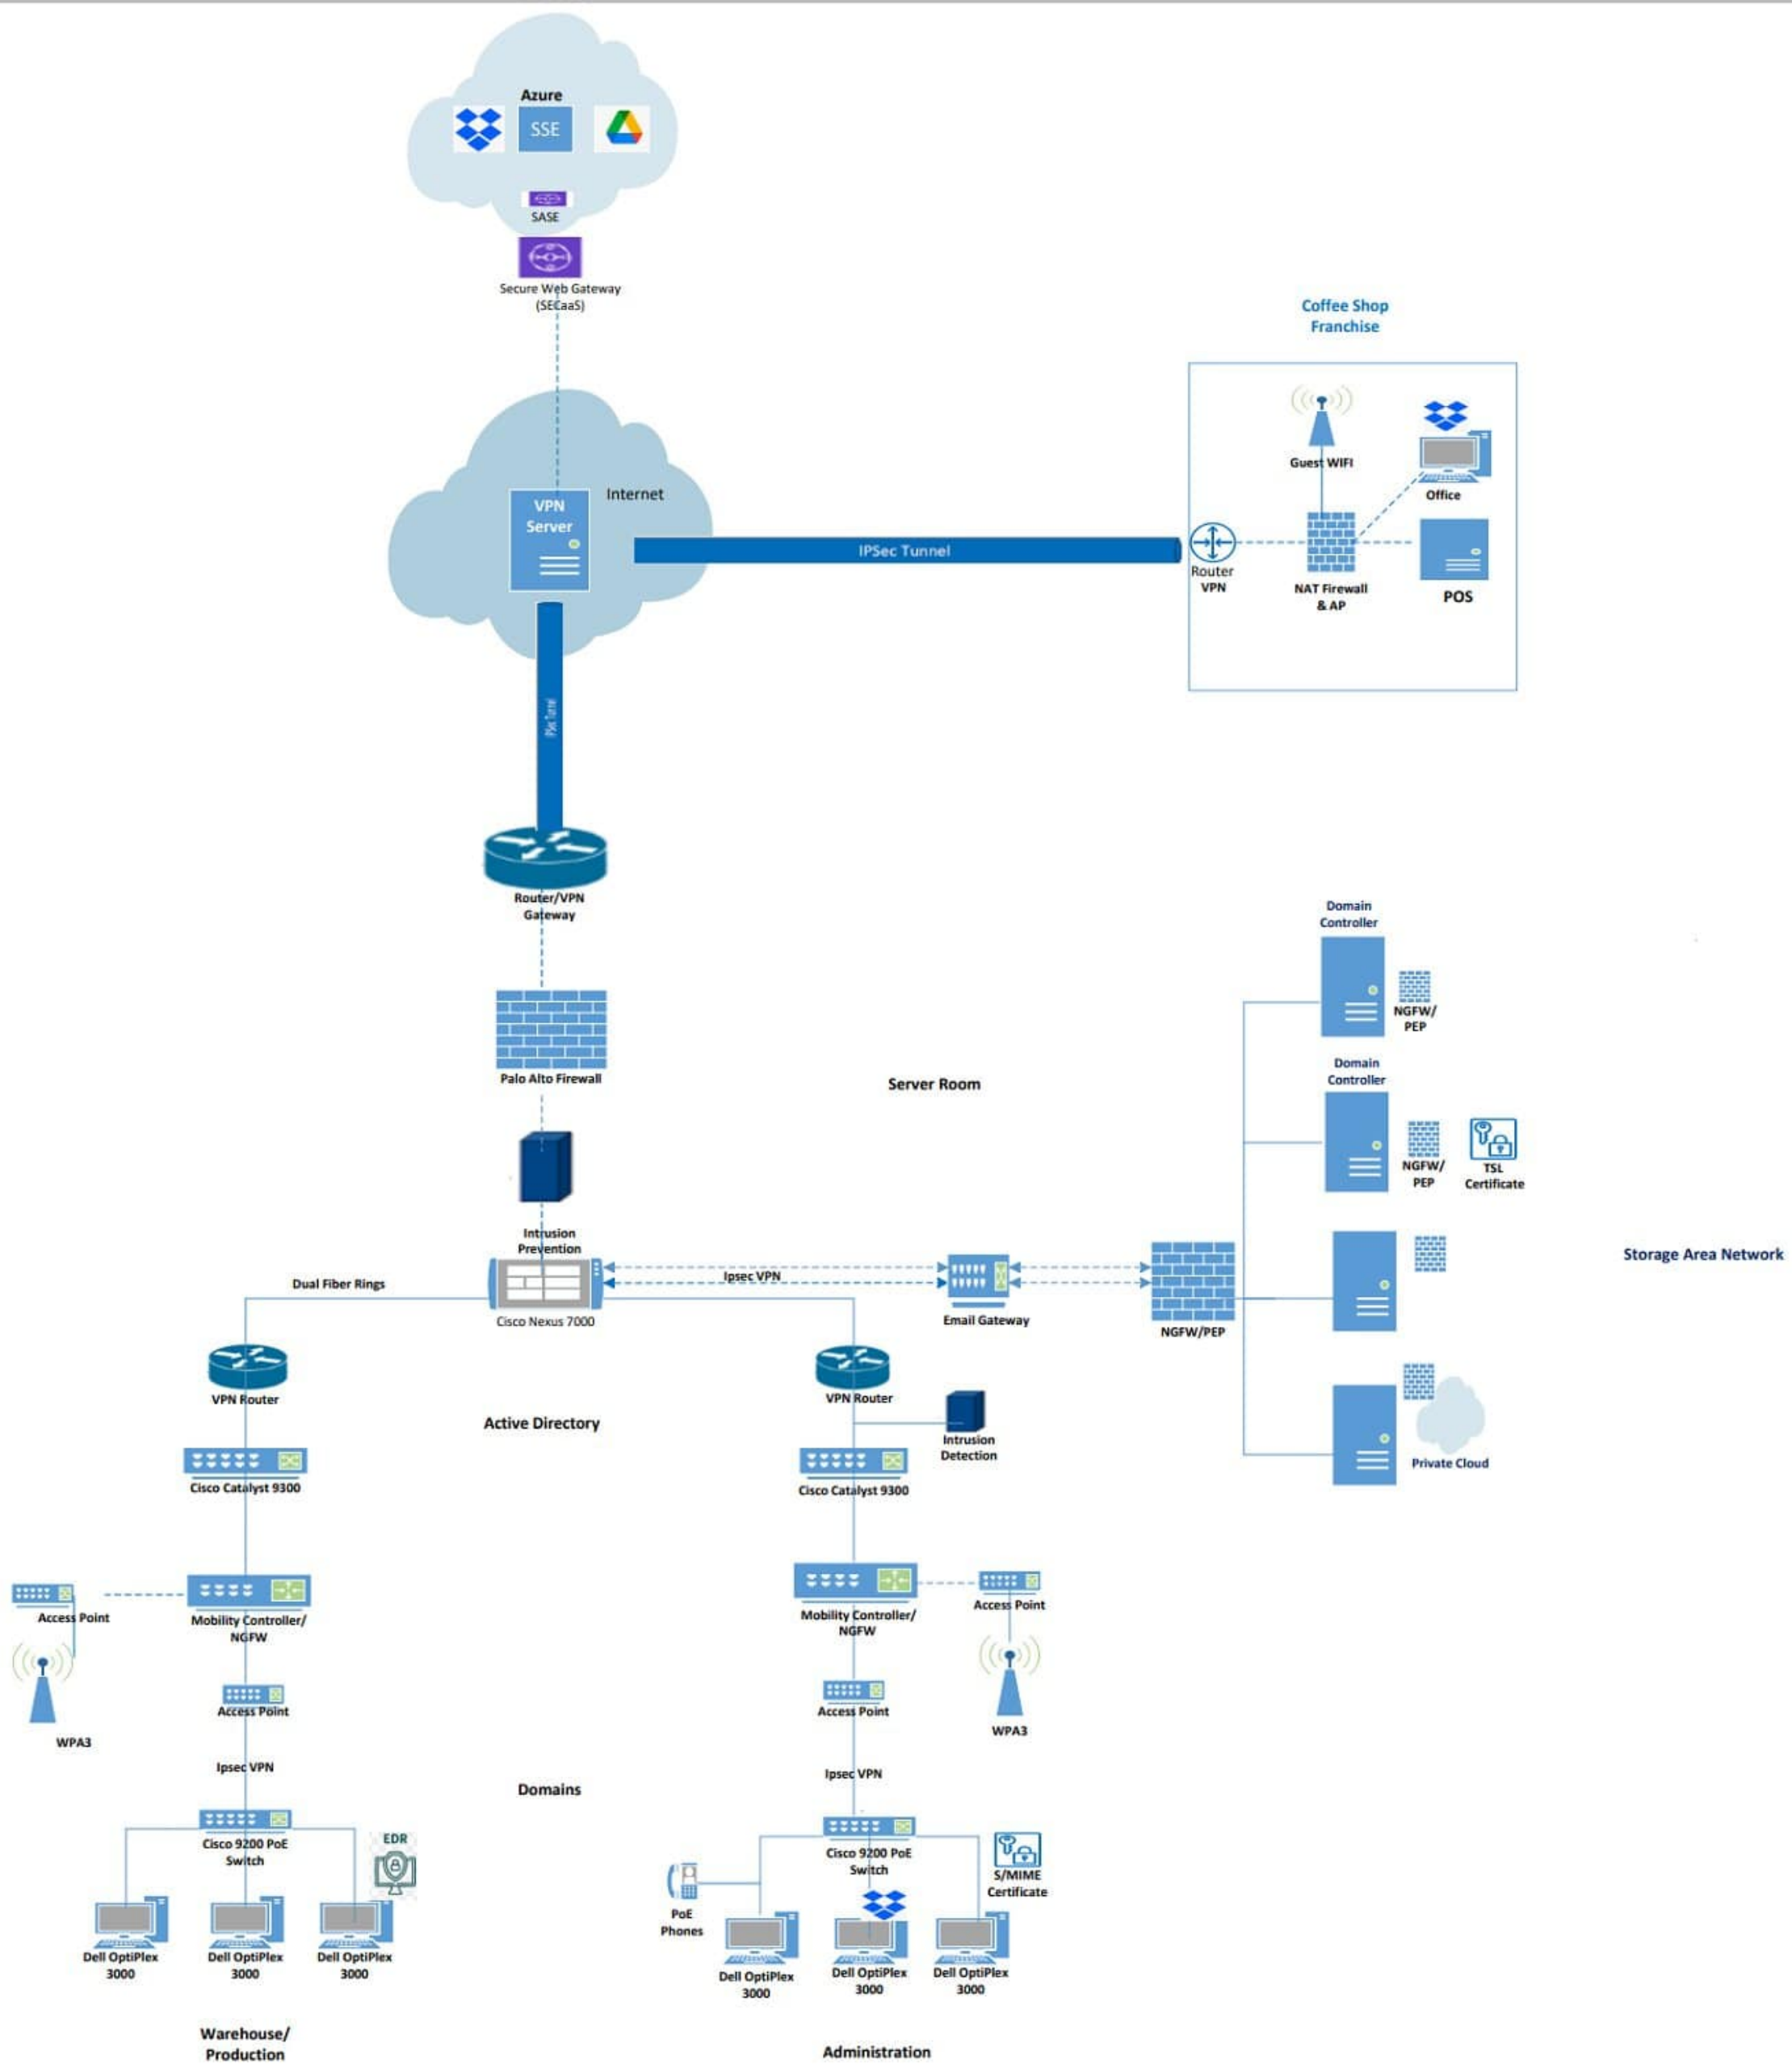 Azure
SSE
SASE
Secure Web Gateway
(SECaaS)
Coffee Shop
Franchise
Guest WIFI
Office
Internet
VPN
Server
IPSec Tunnel
Router
VPN
NAT Firewall
& AP
POS
IPSec Tunnel
Router/VPN
Gateway
Palo Alto Firewall
Server Room
Domain
Controller
NGFW/
PEP
Domain
Controller
NGFW/
PEP
TSL
Certificate
Storage Area Network
Intrusion
Prevention
Dual Fiber Rings
Ipsec VPN
Cisco Nexus 7000
Email Gateway
NGFW/PEP
VPN Router
VPN Router
Active Directory
Intrusion
Detection
Private Cloud
Cisco Catalyst 9300
Cisco Catalyst 9300
Access Point
Mobility Controller/
NGFW
Mobility Controller/
NGFW
Access Point
Access Point
Access Point
WPA3
WPA3
Ipsec VPN
Ipsec VPN
Domains
Cisco 9200 PoE
Switch
EDR
Cisco 9200 PoE
Switch
S/MIME
Certificate
PoE
Phones
Dell OptiPlex
3000
Dell OptiPlex
3000
Dell OptiPlex
3000
Dell OptiPlex
3000
Dell OptiPlex
3000
Dell OptiPlex
3000
Warehouse/
Production
Administration